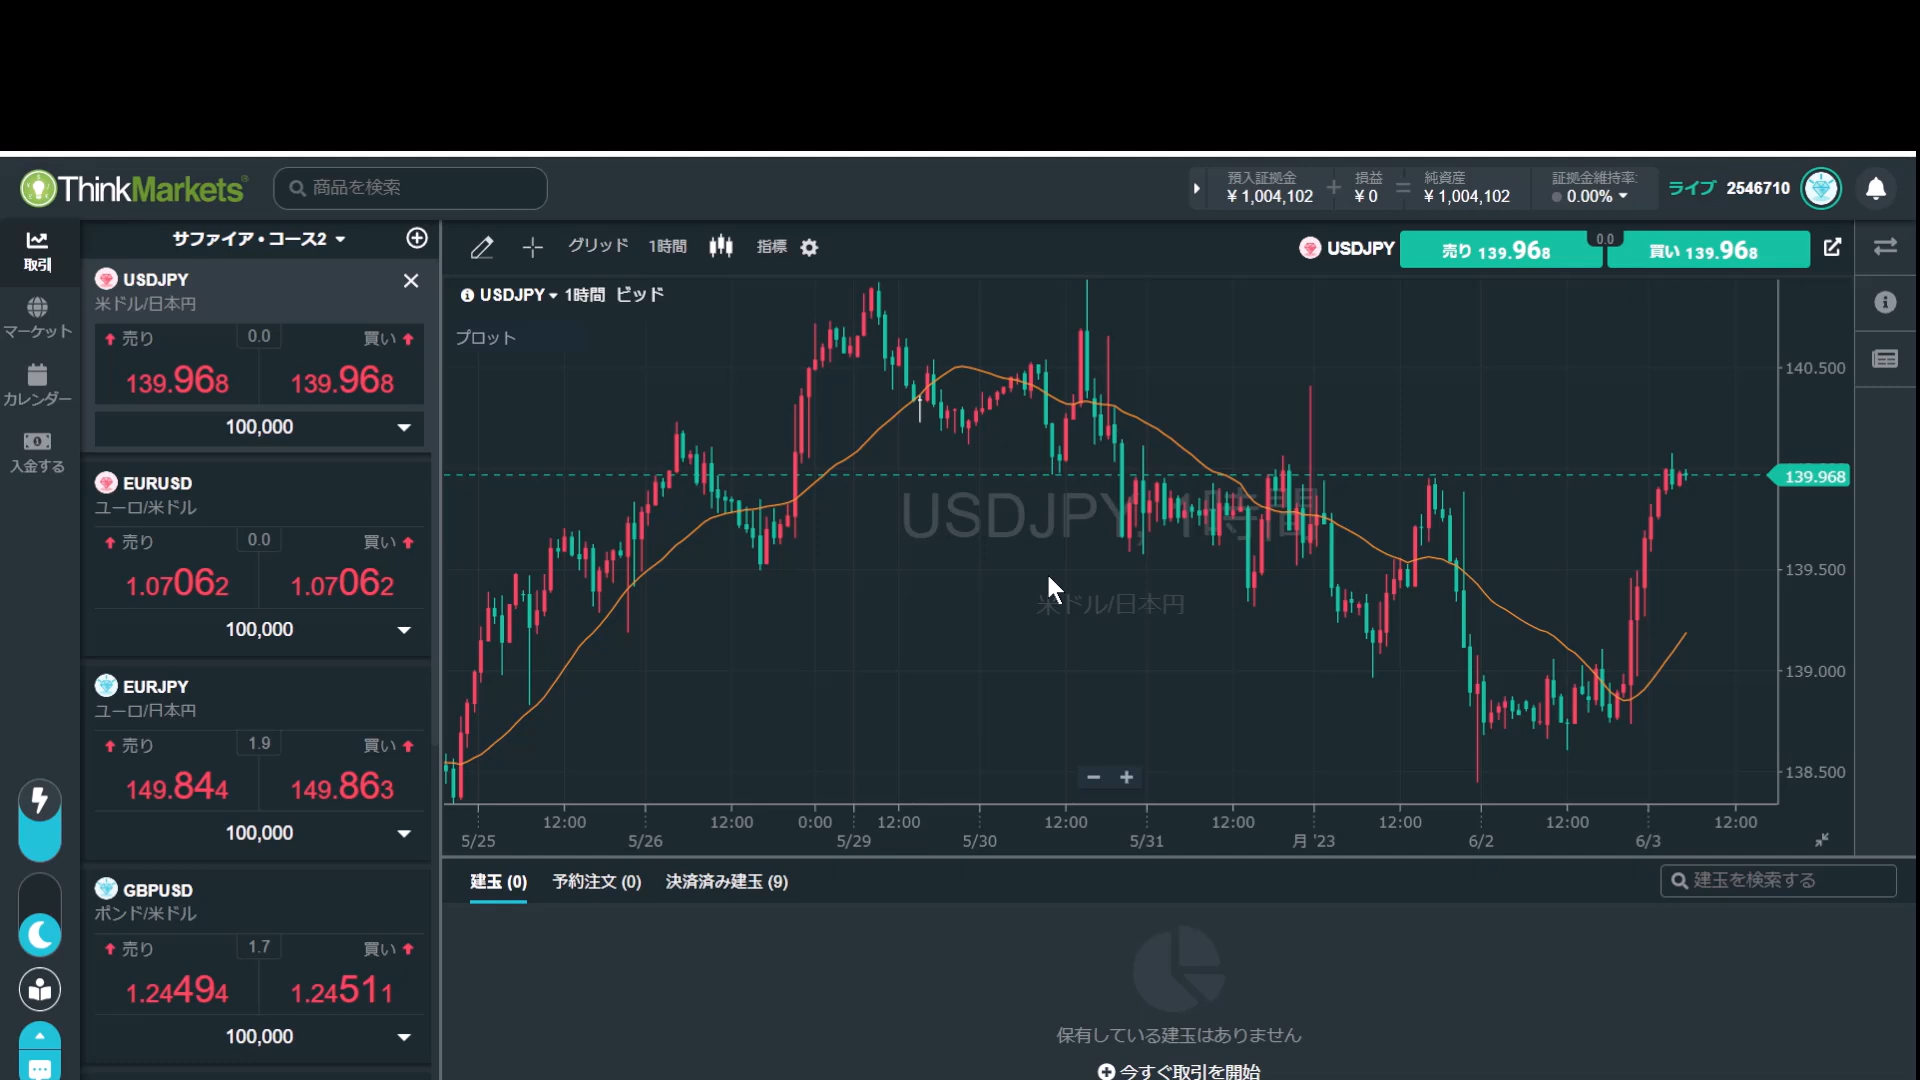 ThinkMarkets
商品を検索
預入証拠金
¥ 1,004,102
+
損益
¥ 0
=
純資産
¥ 1,004,102
証拠金維持率:
0.00%
ライブ 2546710
取引
マーケット
カレンダー
入金する
サファイア・コース2
USDJPY
米ドル/日本円
売り
0.0
買い
139.968
139.968
100,000
EURUSD
ユーロ/米ドル
売り
0.0
買い
1.07062
1.07062
100,000
EURJPY
ユーロ/日本円
売り
1.9
買い
149.844
149.863
100,000
GBPUSD
ポンド/米ドル
売り
1.7
買い
1.24494
1.24511
100,000
グリッド
1時間
指標
USDJPY
売り 139.968
0.0
買い 139.968
USDJPY 1時間 ビッド
プロット
USDJPY, 1時間
米ドル/日本円
140.500
139.968
139.500
139.000
138.500
12:00
12:00
0:00
12:00
12:00
12:00
12:00
12:00
12:00
5/25
5/26
5/29
5/30
5/31
月 '23
6/2
6/3
建玉 (0)
予約注文 (0)
決済済み建玉 (9)
建玉を検索する
保有している建玉はありません
今すぐ取引を開始